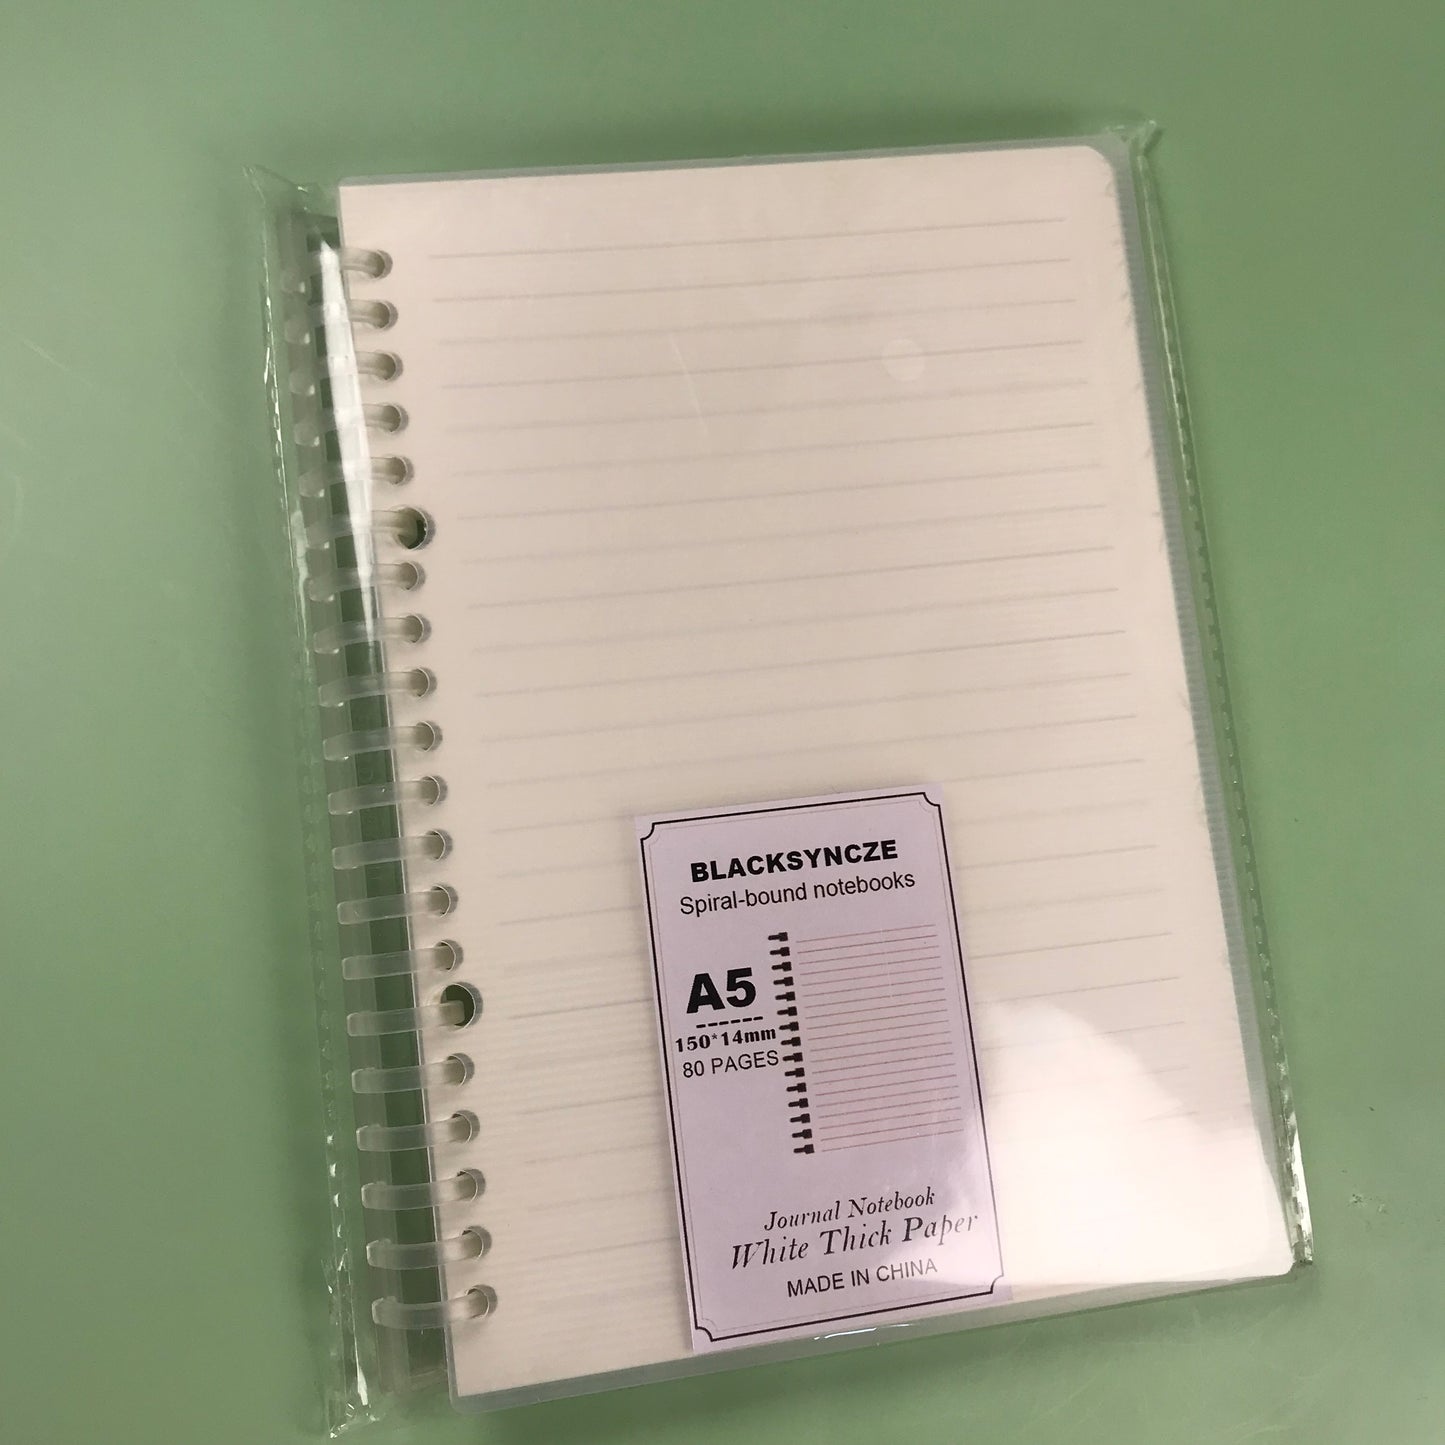 BLACKSYNCZE
Spiral-bound notebooks
A5
150*14mm
80 PAGES
Journal Notebook
White Thick Paper
MADE IN CHINA